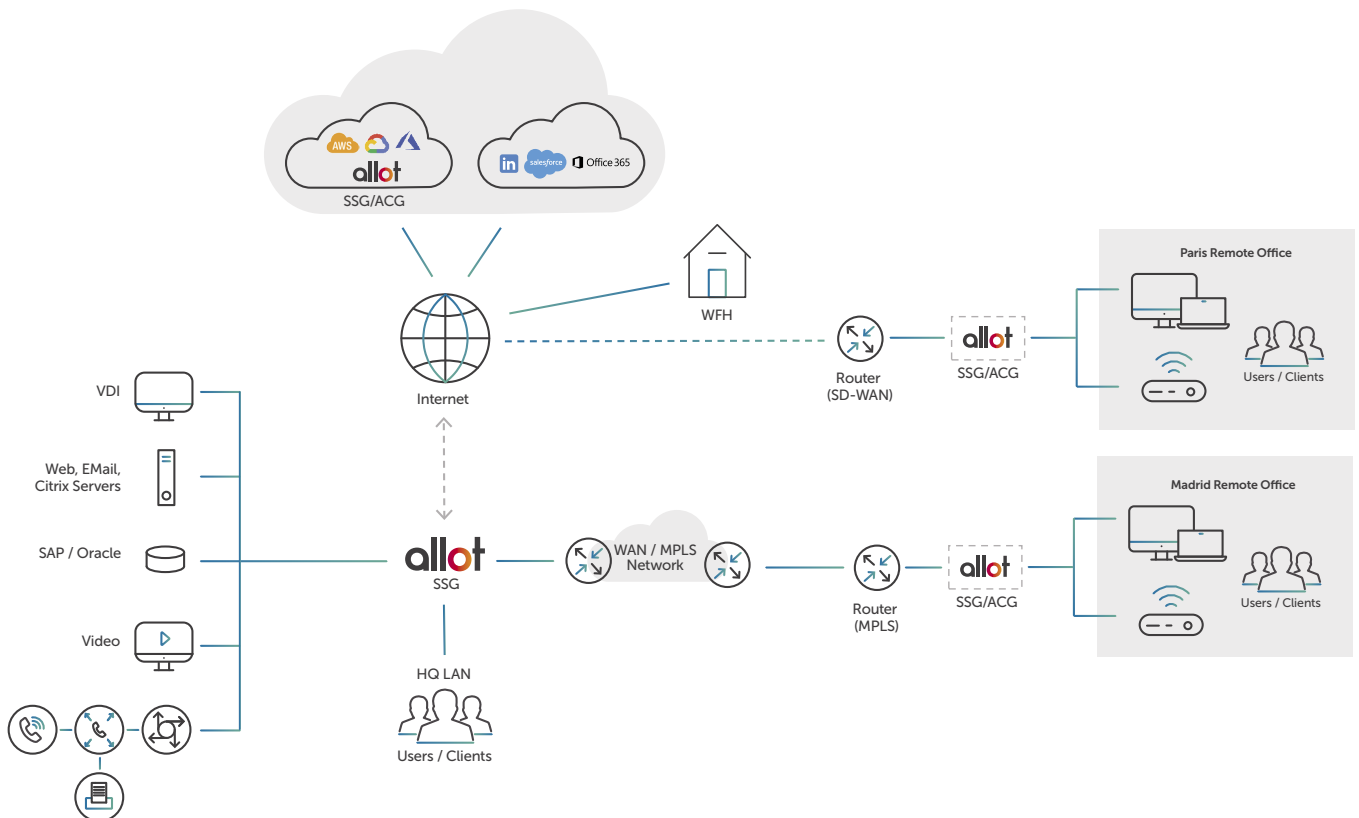 AWS
allot
SSG/ACG
in
salesforce
Office 365
WFH
Internet
Router
(SD-WAN)
allot
SSG/ACG
Paris Remote Office
Users / Clients
VDI
Web, EMail,
Citrix Servers
SAP / Oracle
Video
allot
SSG
WAN / MPLS
Network
Router
(MPLS)
allot
SSG/ACG
Madrid Remote Office
Users / Clients
HQ LAN
Users / Clients